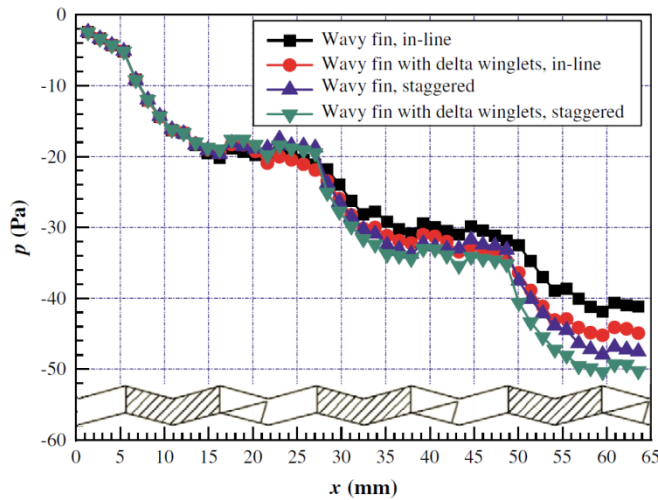 0
-10
-20
-30
-40
-50
-60
p (Pa)
Wavy fin, in-line
Wavy fin with delta winglets, in-line
Wavy fin, staggered
Wavy fin with delta winglets, staggered
0 5 10 15 20 25 30 35 40 45 50 55 60 65
x (mm)